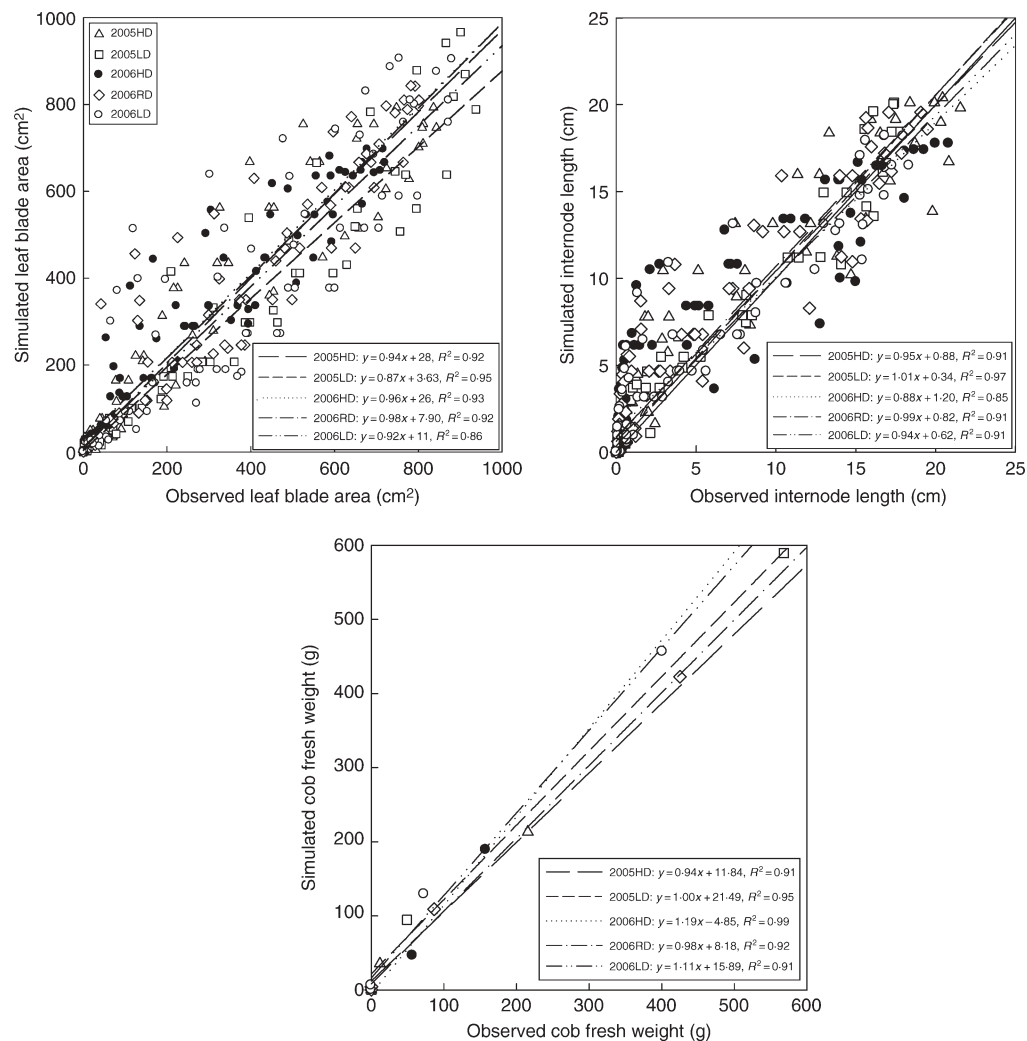 1000
800
600
400
200
0
Simulated leaf blade area (cm²)
2005HD
2005LD
2006HD
2006RD
2006LD
2005HD: y=0·94x+28, R²=0·92
2005LD: y=0·87x+3·63, R²=0·95
2006HD: y=0·96x+26, R²=0·93
2006RD: y=0·98x+7·90, R²=0·92
2006LD: y=0·92x+11, R²=0·86
0 200 400 600 800 1000
Observed leaf blade area (cm²)
25
20
15
10
5
0
Simulated internode length (cm)
2005HD: y=0·95x+0·88, R²=0·91
2005LD: y=1·01x+0·34, R²=0·97
2006HD: y=0·88x+1·20, R²=0·85
2006RD: y=0·99x+0·82, R²=0·91
2006LD: y=0·94x+0·62, R²=0·91
0 5 10 15 20 25
Observed internode length (cm)
600
500
400
300
200
100
0
Simulated cob fresh weight (g)
2005HD: y=0·94x+11·84, R²=0·91
2005LD: y=1·00x+21·49, R²=0·95
2006HD: y=1·19x−4·85, R²=0·99
2006RD: y=0·98x+8·18, R²=0·92
2006LD: y=1·11x+15·89, R²=0·91
0 100 200 300 400 500 600
Observed cob fresh weight (g)